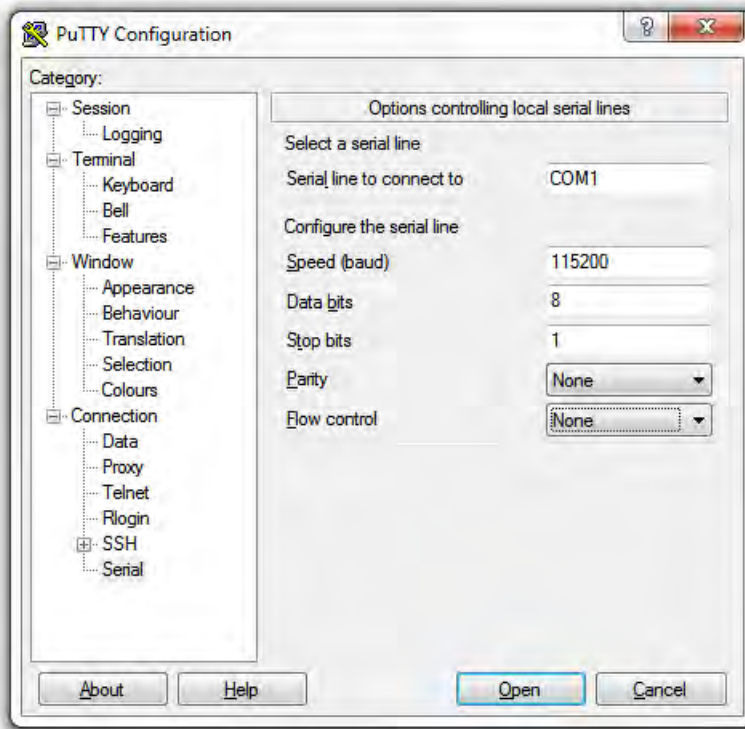 PuTTY Configuration
Category:
Session
Logging
Terminal
Keyboard
Bell
Features
Window
Appearance
Behaviour
Translation
Selection
Colours
Connection
Data
Proxy
Telnet
Rlogin
SSH
Serial
Options controlling local serial lines
Select a serial line
Serial line to connect to COM1
Configure the serial line
Speed (baud) 115200
Data bits 8
Stop bits 1
Parity None
Flow control None
About Help Open Cancel